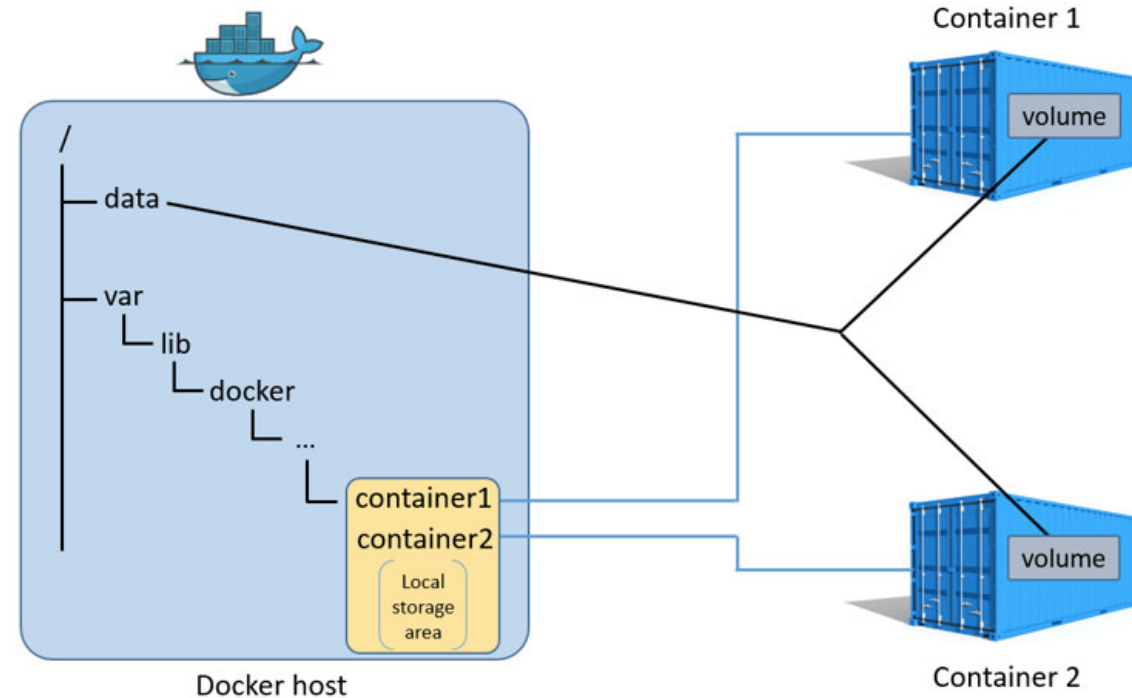 Container 1
volume
/
data
var
lib
docker
...
container1
container2
Local
storage
area
volume
Docker host
Container 2